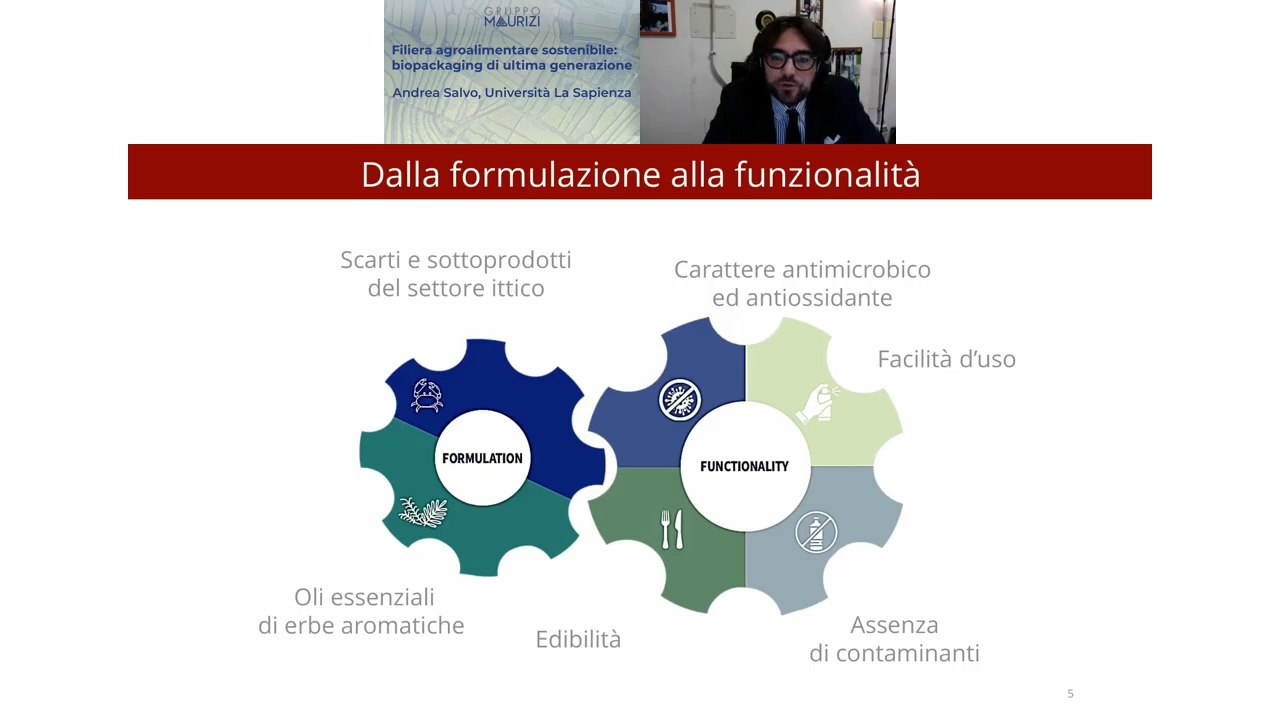 GRUPPO
MAURIZI
Filiera agroalimentare sostenibile:
biopackaging di ultima generazione
Andrea Salvo, Università La Sapienza
Dalla formulazione alla funzionalità
Scarti e sottoprodotti
del settore ittico
Carattere antimicrobico
ed antiossidante
Facilità d’uso
FORMULATION
FUNCTIONALITY
Oli essenziali
di erbe aromatiche
Edibilità
Assenza
di contaminanti
5